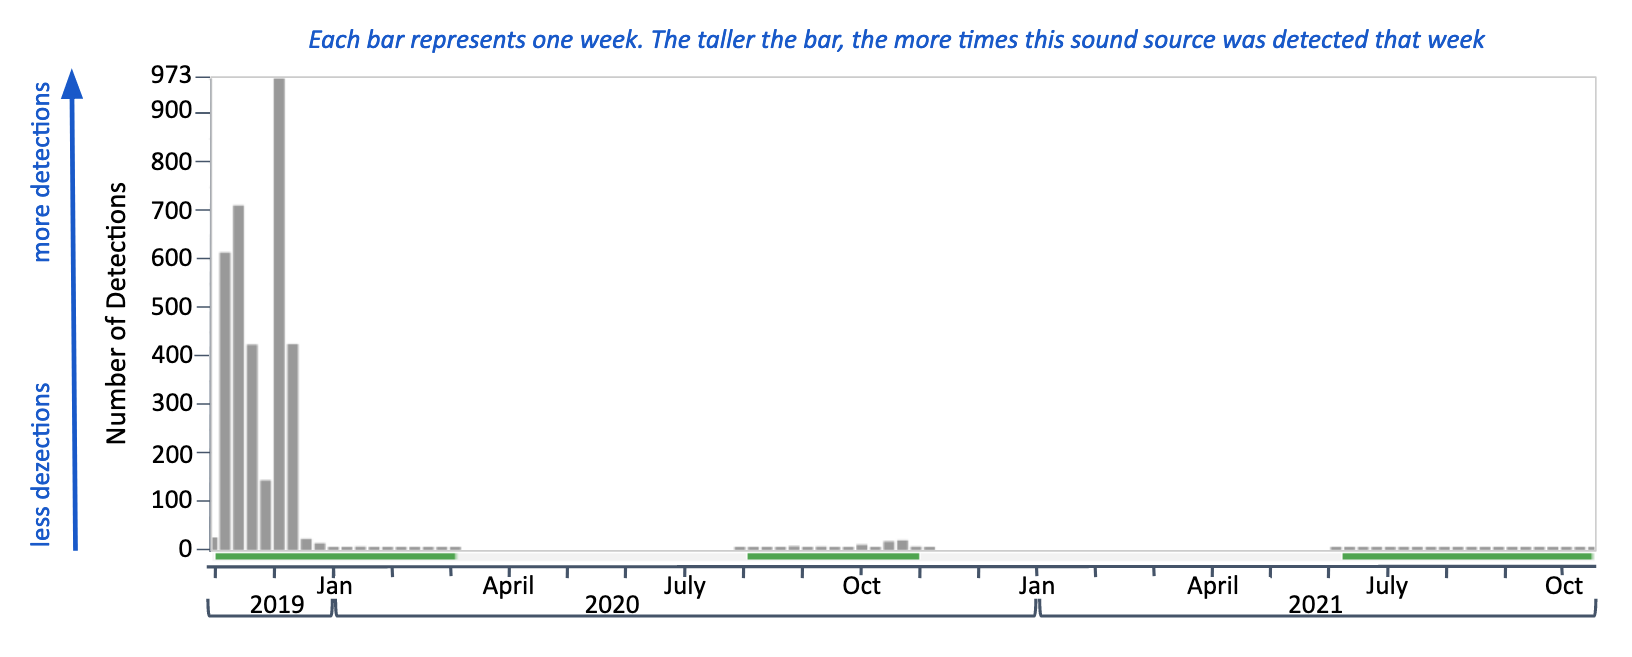 Each bar represents one week. The taller the bar, the more times this sound source was detected that week
more detections
less dezections
Number of Detections
973
900
800
700
600
500
400
300
200
100
0
Jan
April
July
Oct
Jan
April
July
Oct
2019
2020
2021